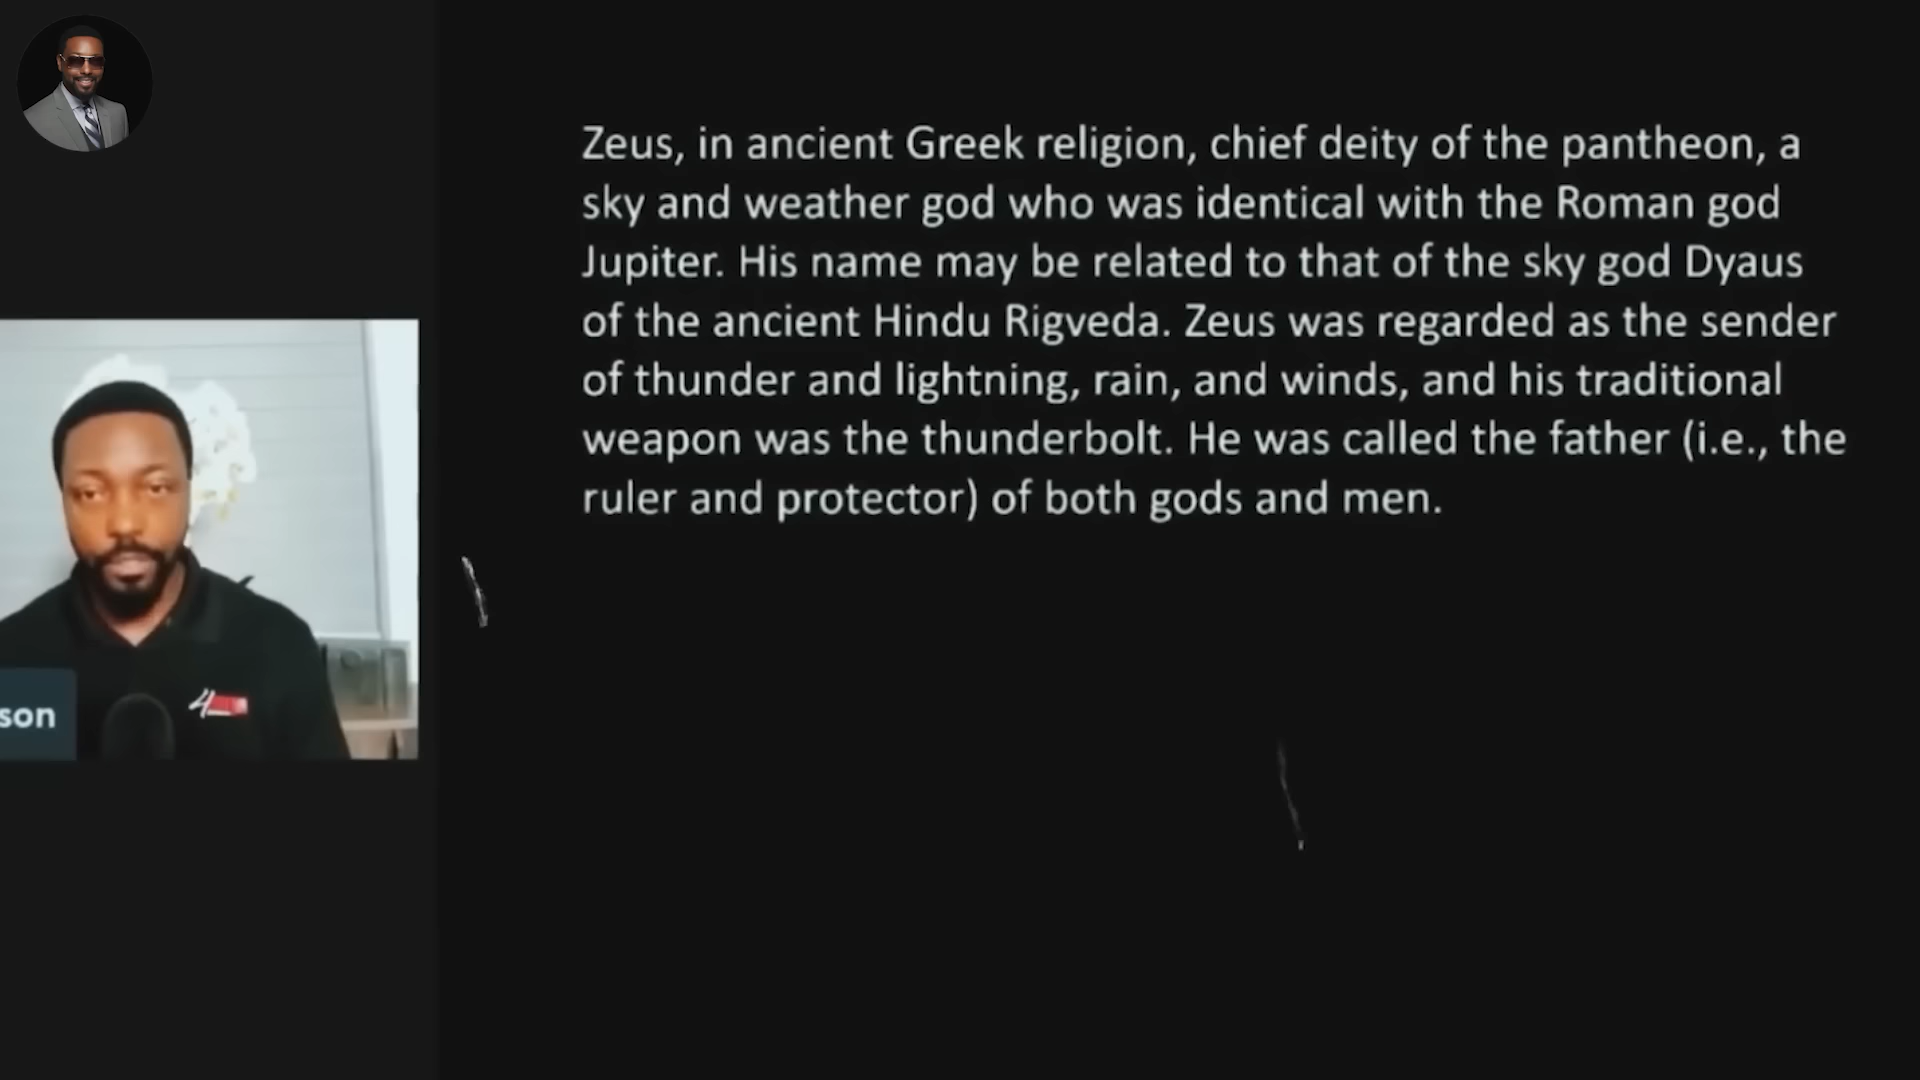 Zeus, in ancient Greek religion, chief deity of the pantheon, a
sky and weather god who was identical with the Roman god
Jupiter. His name may be related to that of the sky god Dyaus
of the ancient Hindu Rigveda. Zeus was regarded as the sender
of thunder and lightning, rain, and winds, and his traditional
weapon was the thunderbolt. He was called the father (i.e., the
ruler and protector) of both gods and men.
son
4